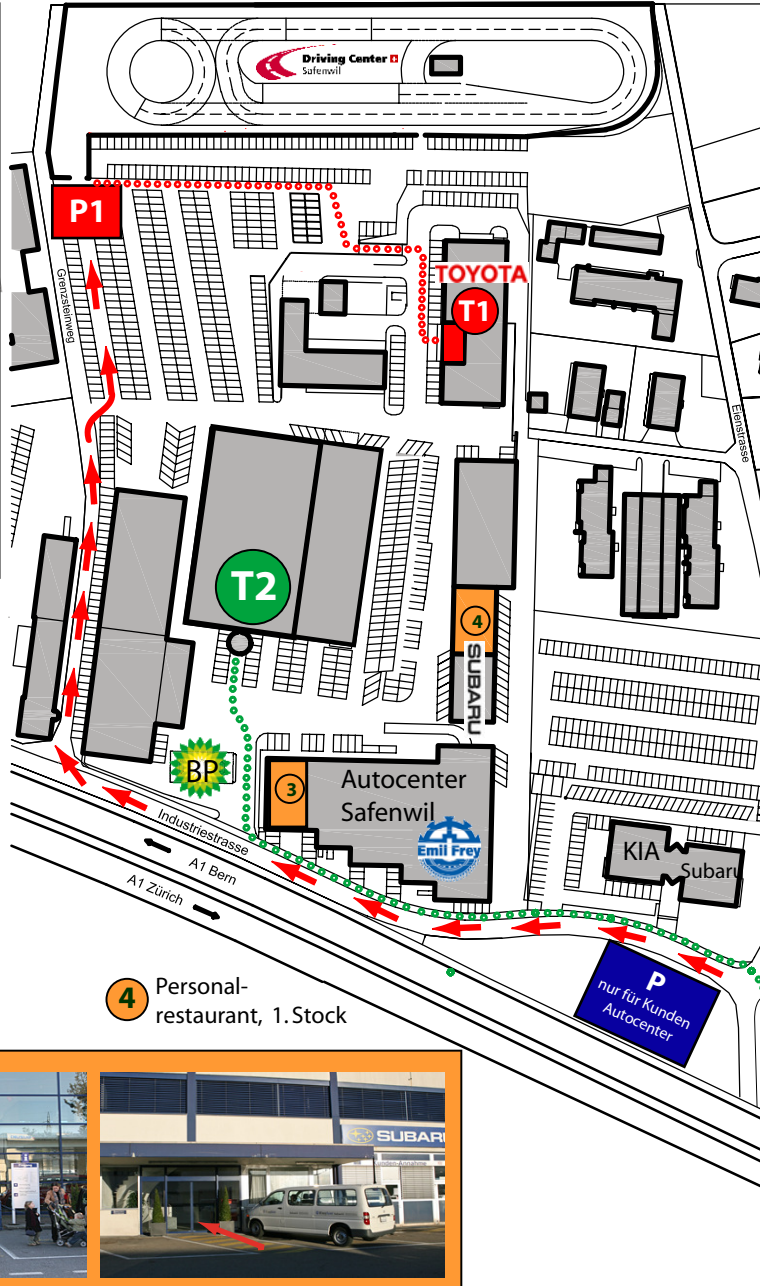 Driving Center
Safenwil
P1
Grenzsteinweg
TOYOTA
T1
Eienstrasse
T2
4
SUBARU
BP
3
Autocenter
Safenwil
Emil Frey
KIA
Subaru
Industriestrasse
A1 Bern
A1 Zürich
P
nur für Kunden
Autocenter
4 Personal-
restaurant, 1. Stock
SUBARU